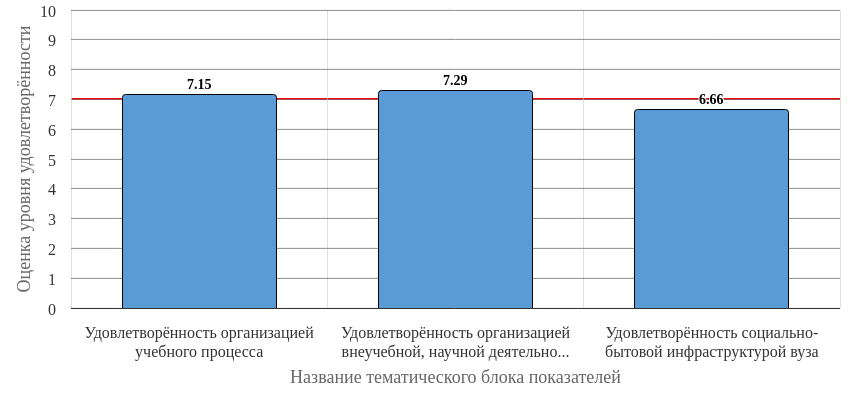 Оценка уровня удовлетворённости
10
9
8
7
6
5
4
3
2
1
0
7.15
7.29
6.66
Удовлетворённость организацией
учебного процесса
Удовлетворённость организацией
внеучебной, научной деятельно...
Удовлетворённость социально-
бытовой инфраструктурой вуза
Название тематического блока показателей